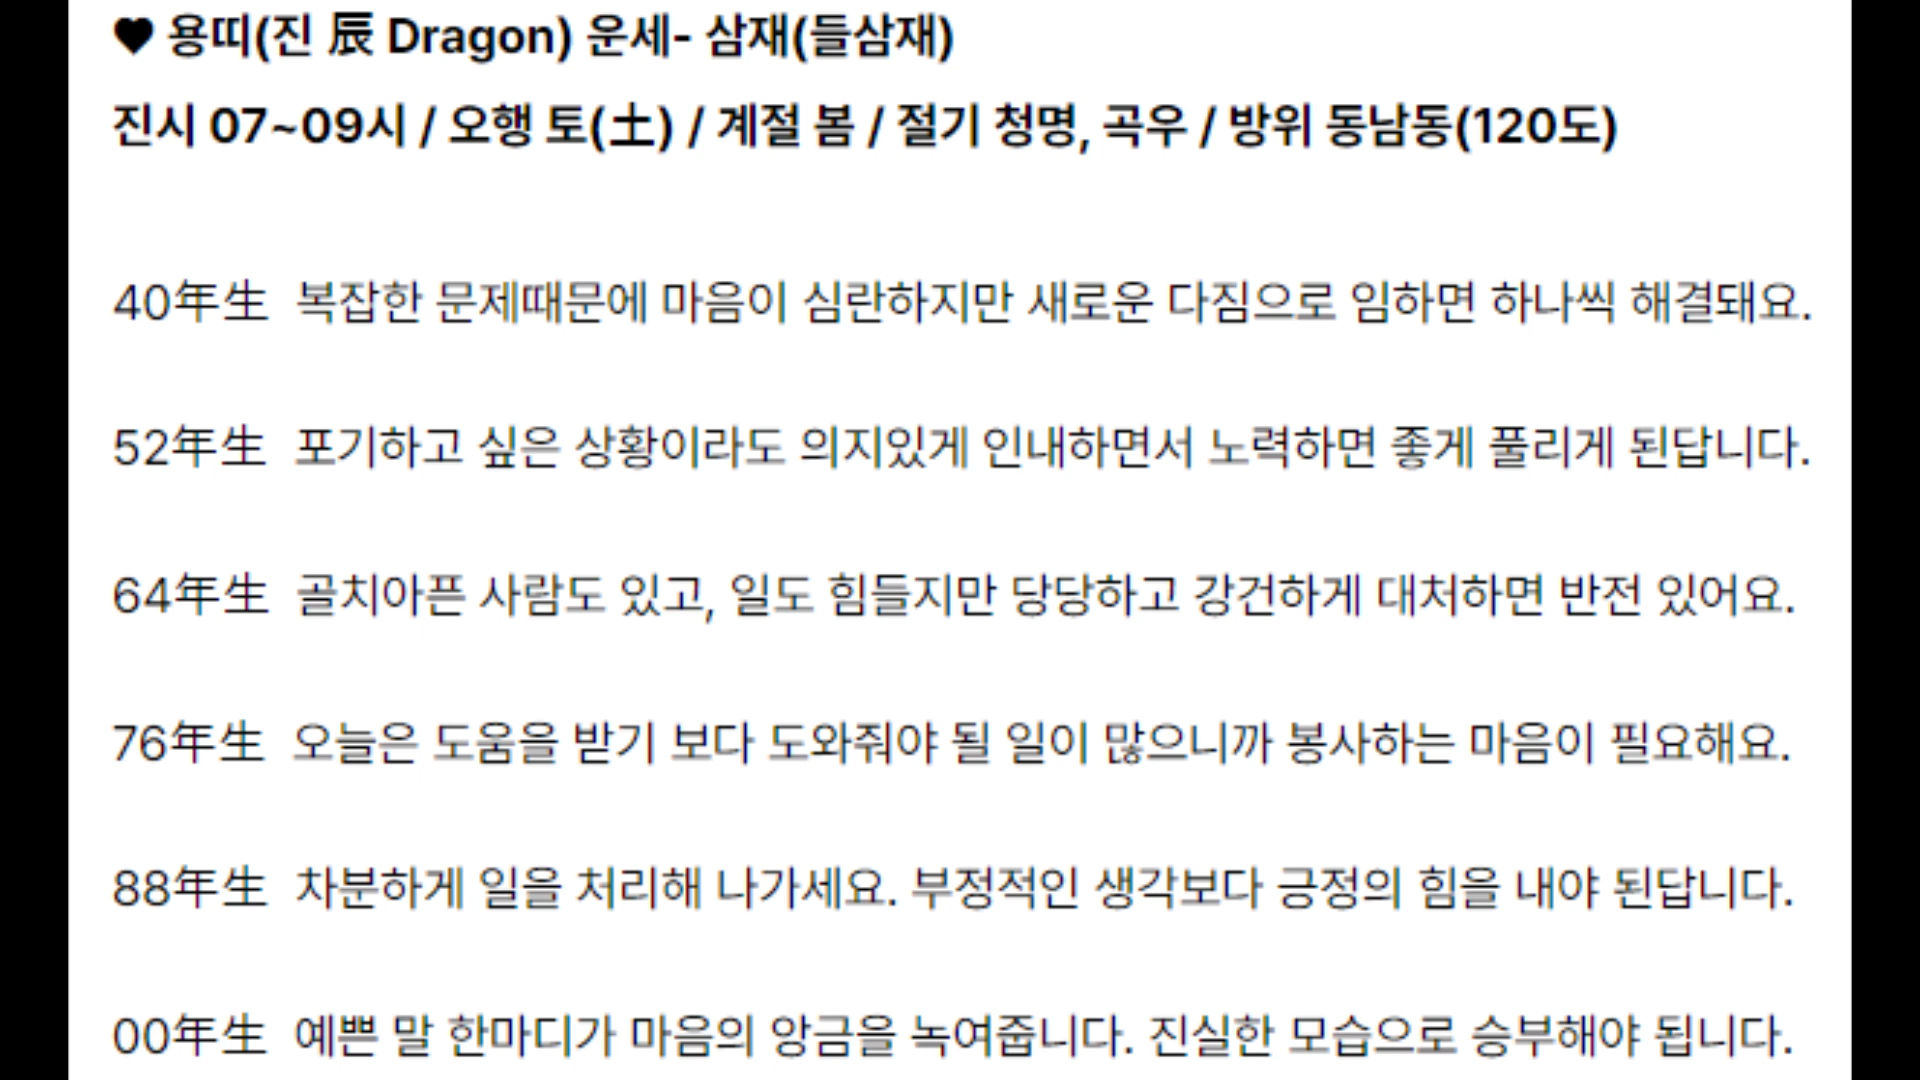 ♥ 용띠(진 辰 Dragon) 운세- 삼재(들삼재)
진시 07~09시 / 오행 토(土) / 계절 봄 / 절기 청명, 곡우 / 방위 동남동(120도)
40年生 복잡한 문제때문에 마음이 심란하지만 새로운 다짐으로 임하면 하나씩 해결돼요.
52年生 포기하고 싶은 상황이라도 의지있게 인내하면서 노력하면 좋게 풀리게 된답니다.
64年生 골치아픈 사람도 있고, 일도 힘들지만 당당하고 강건하게 대처하면 반전 있어요.
76年生 오늘은 도움을 받기 보다 도와줘야 될 일이 많으니까 봉사하는 마음이 필요해요.
88年生 차분하게 일을 처리해 나가세요. 부정적인 생각보다 긍정의 힘을 내야 된답니다.
00年生 예쁜 말 한마디가 마음의 앙금을 녹여줍니다. 진실한 모습으로 승부해야 됩니다.